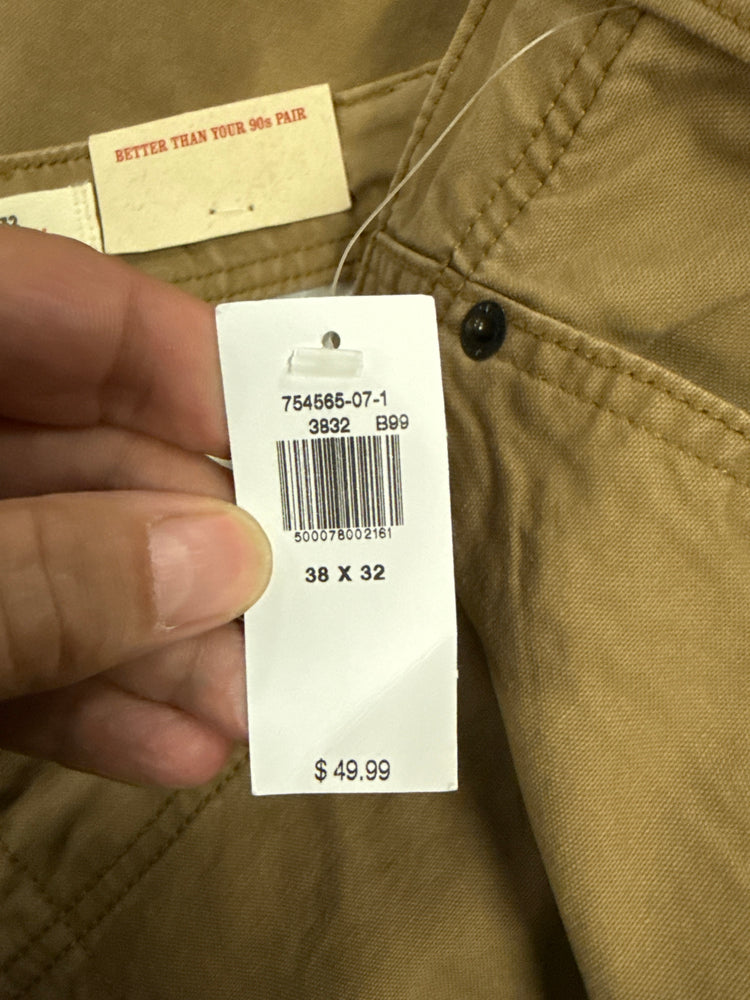 BETTER THAN YOUR 90s PAIR
754565-07-1
3832 B99
500078002161
38 X 32
$ 49.99